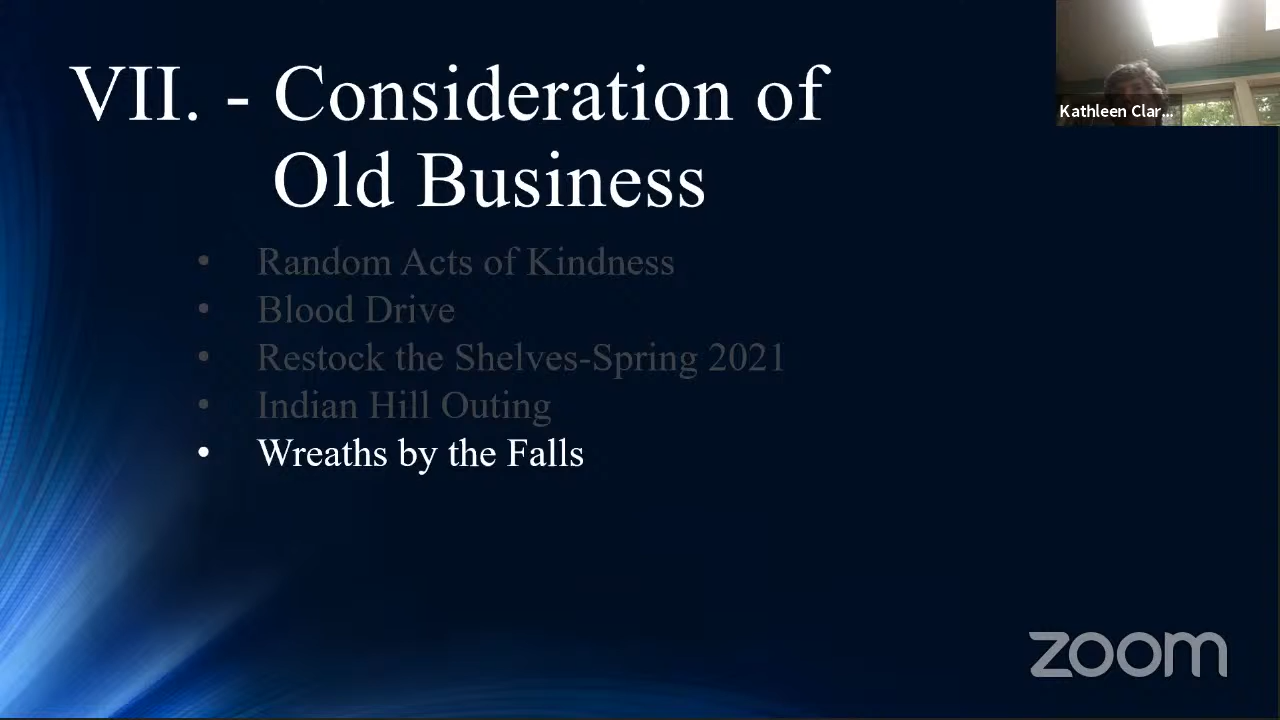 VII. - Consideration of
Old Business
Kathleen Clar...
• Random Acts of Kindness
• Blood Drive
• Restock the Shelves-Spring 2021
• Indian Hill Outing
• Wreaths by the Falls
zoom